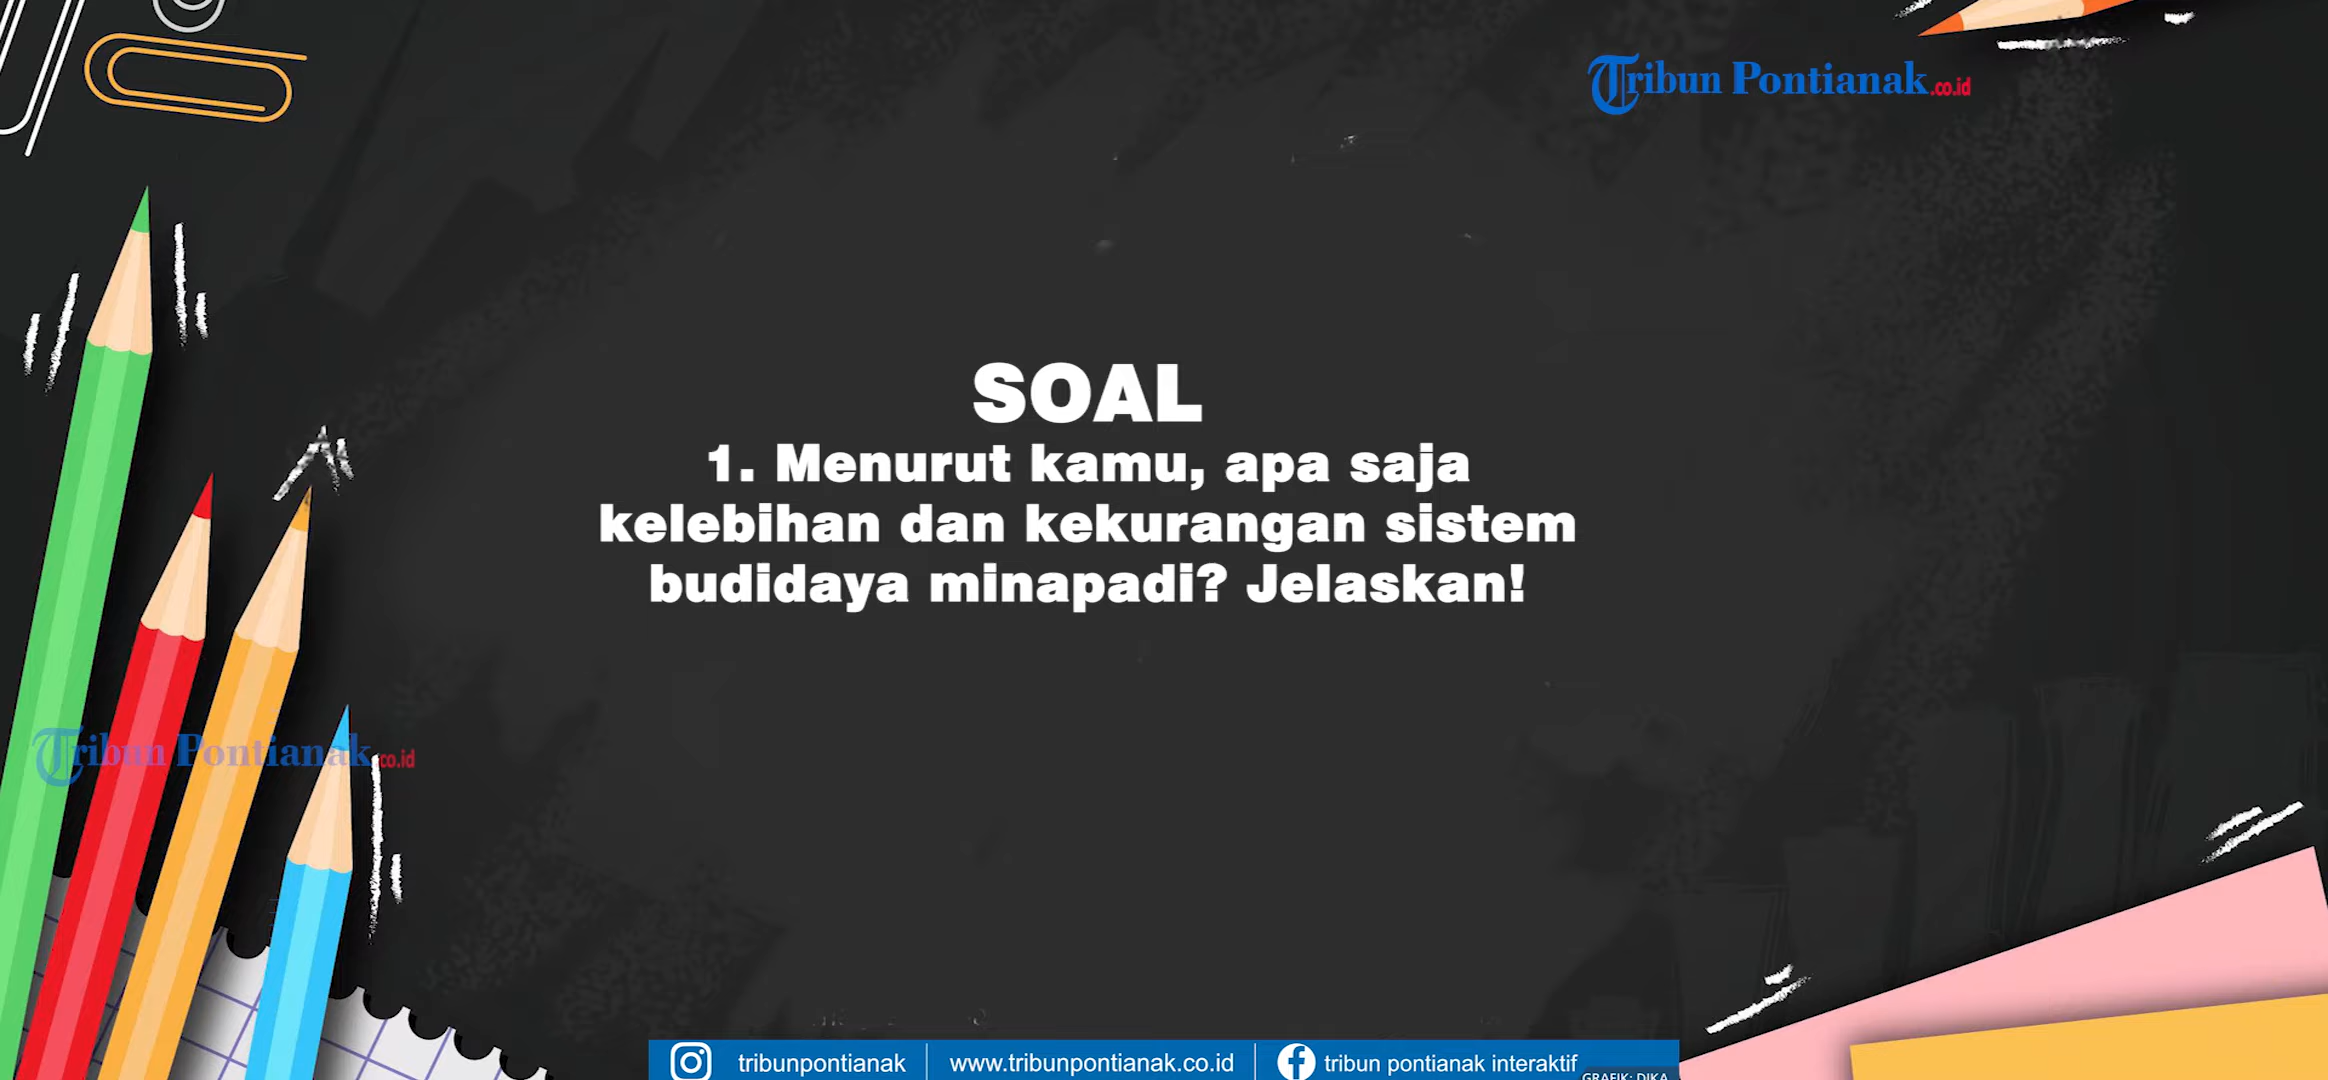 Tribun Pontianak.co.id
SOAL
1. Menurut kamu, apa saja
kelebihan dan kekurangan sistem
budidaya minapadi? Jelaskan!
Tribun Pontianak.co.id
tribunpontianak
www.tribunpontianak.co.id
tribun pontianak interaktif
GRAFIK: DIKA